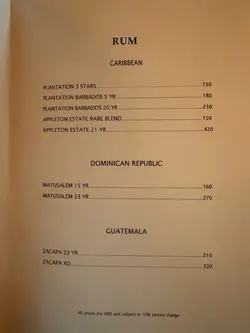 RUM
CARIBBEAN
PLANTATION 3 STARS 150
PLANTATION BARBADOS 5 YR 180
PLANTATION BARBADOS 20 YR 230
APPLETON ESTATE RARE BLEND 150
APPLETON ESTATE 21 YR 420
DOMINICAN REPUBLIC
MATUSALEM 15 YR 160
MATUSALEM 23 YR 270
GUATEMALA
ZACAPA 23 YR 210
ZACAPA XO 320
All prices are HKD and subject to 10% service charge